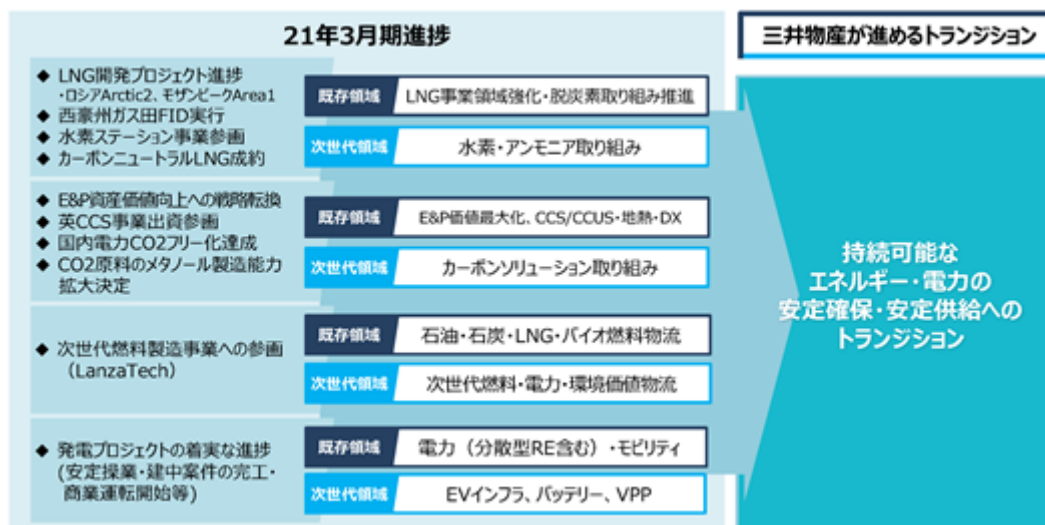 21年3月期進捗
三井物産が進めるトランジション
◆ LNG開発プロジェクト進捗
・ロシアArctic2、モザンビークArea1
◆ 西豪州ガス田FID実行
◆ 水素ステーション事業参画
◆ カーボンニュートラルLNG成約
既存領域 LNG事業領域強化・脱炭素取り組み推進
次世代領域 水素・アンモニア取り組み
◆ E&P資産価値向上への戦略転換
◆ 英CCS事業出資参画
◆ 国内電力CO2フリー化達成
◆ CO2原料のメタノール製造能力
拡大決定
既存領域 E&P価値最大化、CCS/CCUS・地熱・DX
次世代領域 カーボンソリューション取り組み
◆ 次世代燃料製造事業への参画
（LanzaTech）
既存領域 石油・石炭・LNG・バイオ燃料物流
次世代領域 次世代燃料・電力・環境価値物流
◆ 発電プロジェクトの着実な進捗
(安定操業・建中案件の完工・
商業運転開始等)
既存領域 電力（分散型RE含む）・モビリティ
次世代領域 EVインフラ、バッテリー、VPP
持続可能な
エネルギー・電力の
安定確保・安定供給への
トランジション